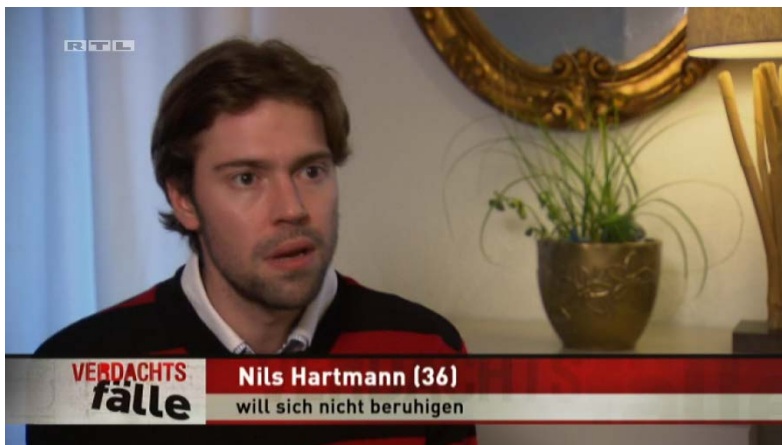 RTL
VERDACHTS
fälle
Nils Hartmann (36)
will sich nicht beruhigen